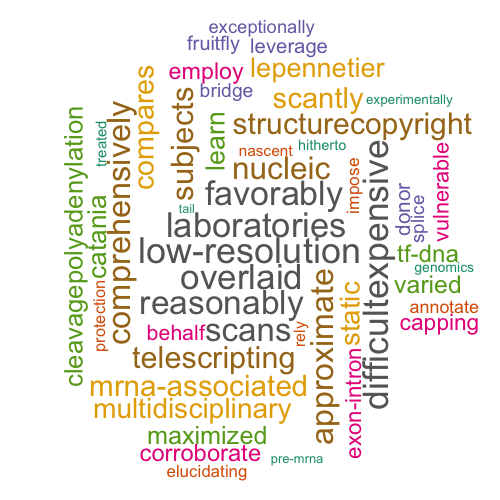 exceptionally
fruitfly leverage
employ lepennetier
bridge
compares
scantly
experimentally
subjects
learn
structurecopyright
cleavagepolyadenylation
treated
comprehensively
nascent
hitherto
nucleic
impose
donor
splice
vulnerable
favorably
tail
laboratories
catania
low-resolution
difficultexpensive
tf-dna
genomics
overlaid
varied
protection
reasonably
annotate
approximate
static
capping
behalf
scans
rely
exon-intron
telescripting
mrna-associated
multidisciplinary
maximized
corroborate
pre-mrna
elucidating